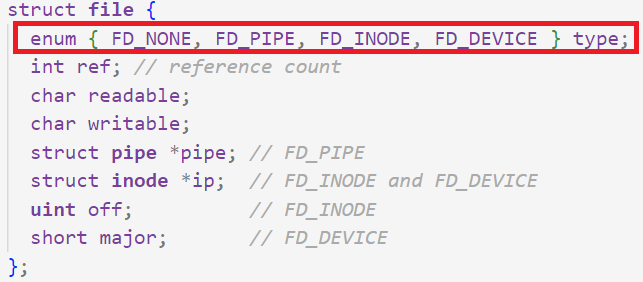 struct file {
  enum { FD_NONE, FD_PIPE, FD_INODE, FD_DEVICE } type;
  int ref; // reference count
  char readable;
  char writable;
  struct pipe *pipe; // FD_PIPE
  struct inode *ip;  // FD_INODE and FD_DEVICE
  uint off;          // FD_INODE
  short major;       // FD_DEVICE
};